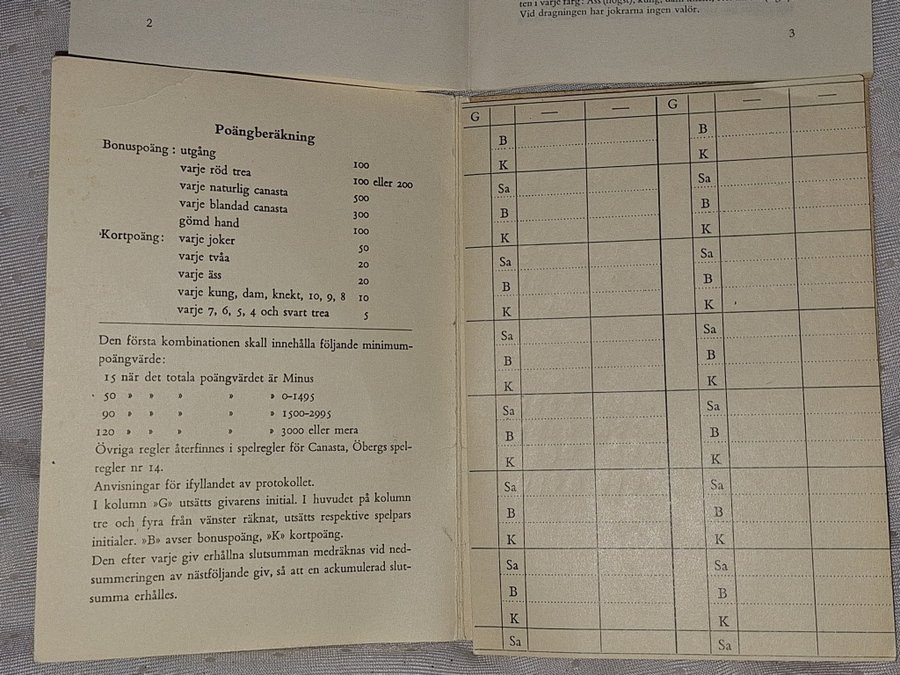 2
ten i varje färg: Äss (högst), kung, dam
Vid dragningen har jokrarna ingen valör.
3
Poängberäkning
Bonuspoäng: utgång 100
varje röd trea 100 eller 200
varje naturlig canasta 500
varje blandad canasta 300
gömd hand 100
Kortpoäng: varje joker 50
varje tvåa 20
varje äss 20
varje kung, dam, knekt, 10, 9, 8 10
varje 7, 6, 5, 4 och svart trea 5
Den första kombinationen skall innehålla följande minimum-
poängvärde:
15 när det totala poängvärdet är Minus
50 » » » » » 0-1495
90 » » » » » 1500-2995
120 » » » » » 3000 eller mera
Övriga regler återfinnes i spelregler för Canasta, Öbergs spel-
regler nr 14.
Anvisningar för ifyllandet av protokollet.
I kolumn »G» utsätts givarens initial. I huvudet på kolumn
tre och fyra från vänster räknat, utsätts respektive spelpars
initialer. »B» avser bonuspoäng, »K» kortpoäng.
Den efter varje giv erhållna slutsumman medräknas vid ned-
summeringen av nästföljande giv, så att en ackumulerad slut-
summa erhålles.
G — — G — —
B B
K K
Sa Sa
B B
K K
Sa Sa
B B
K K
Sa Sa
B B
K K
Sa Sa
B B
K K
Sa Sa
B B
K K
Sa Sa
B B
K K
Sa Sa